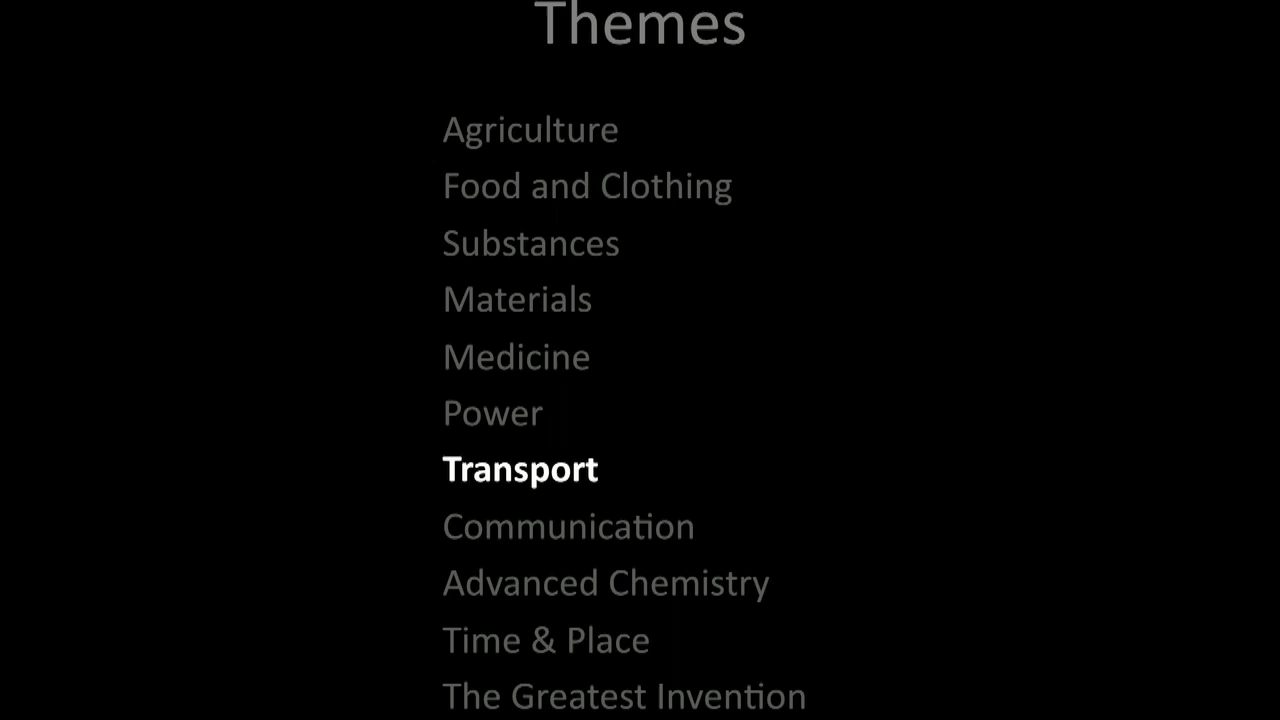 Themes
Agriculture
Food and Clothing
Substances
Materials
Medicine
Power
Transport
Communication
Advanced Chemistry
Time & Place
The Greatest Invention